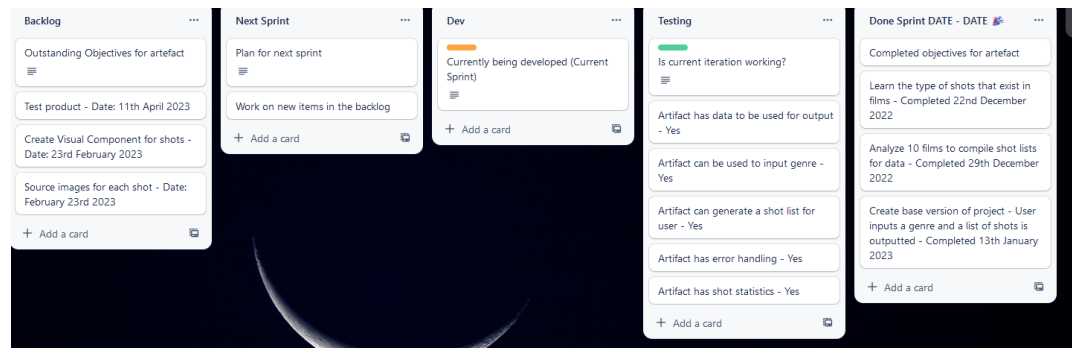 Backlog
Outstanding Objectives for artefact
Test product - Date: 11th April 2023
Create Visual Component for shots -
Date: 23rd February 2023
Source images for each shot - Date:
February 23rd 2023
+ Add a card
Next Sprint
Plan for next sprint
Work on new items in the backlog
+ Add a card
Dev
Currently being developed (Current
Sprint)
+ Add a card
Testing
Is current iteration working?
Artifact has data to be used for output
- Yes
Artifact can be used to input genre -
Yes
Artifact can generate a shot list for
user - Yes
Artifact has error handling - Yes
Artifact has shot statistics - Yes
+ Add a card
Done Sprint DATE - DATE 🎉
Completed objectives for artefact
Learn the type of shots that exist in
films - Completed 22nd December
2022
Analyze 10 films to compile shot lists
for data - Completed 29th December
2022
Create base version of project - User
inputs a genre and a list of shots is
outputted - Completed 13th January
2023
+ Add a card